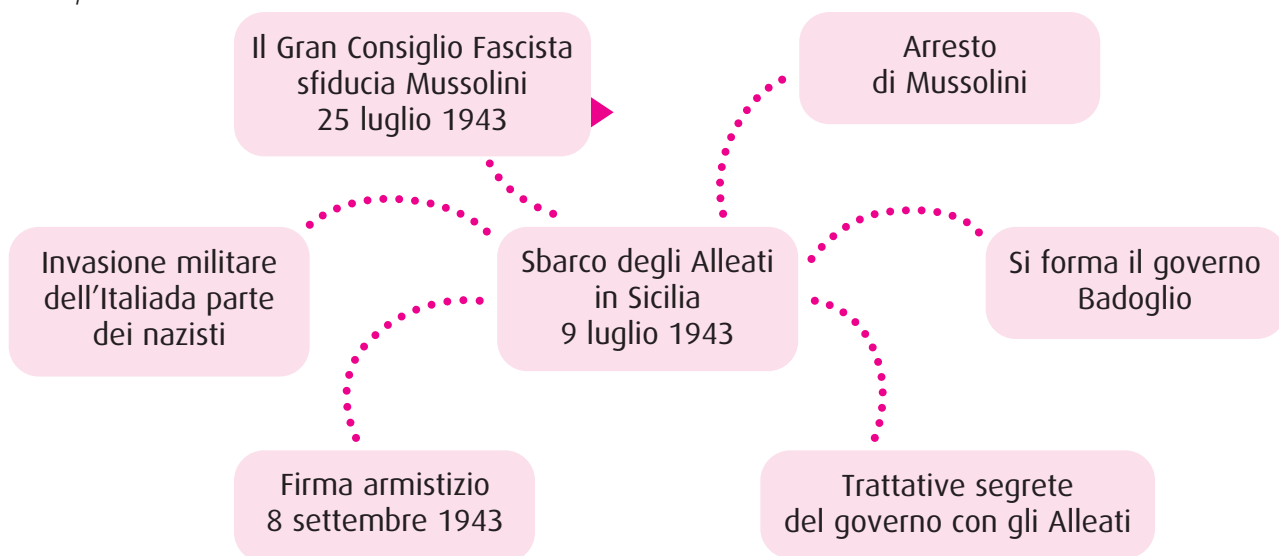 Il Gran Consiglio Fascista
sfiducia Mussolini
25 luglio 1943
Arresto
di Mussolini
Invasione militare
dell'Italiada parte
dei nazisti
Sbarco degli Alleati
in Sicilia
9 luglio 1943
Si forma il governo
Badoglio
Firma armistizio
8 settembre 1943
Trattative segrete
del governo con gli Alleati